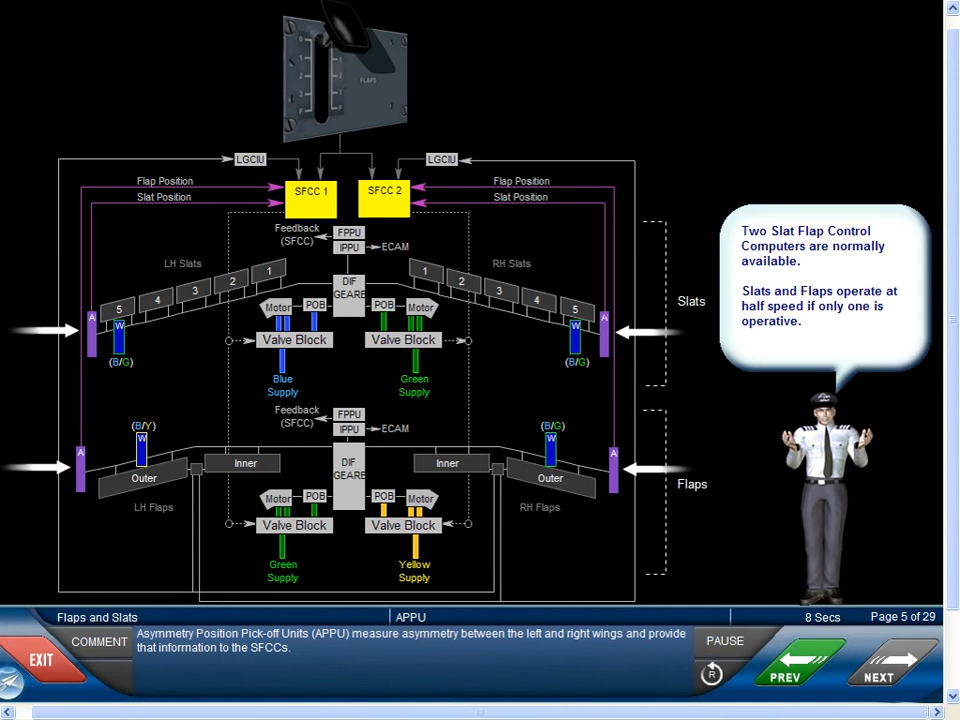 0
1
2
3
F
FLAPS
LGCIU
LGCIU
Flap Position
Slat Position
SFCC 1
SFCC 2
Flap Position
Slat Position
Feedback
(SFCC)
FPPU
IPPU
ECAM
LH Slats
RH Slats
5
4
3
2
1
1
2
3
4
5
DIF
GEARE
Motor
POB
POB
Motor
Valve Block
Valve Block
A
W
(B/G)
W
A
(B/G)
Slats
Blue
Supply
Green
Supply
Feedback
(SFCC)
FPPU
IPPU
ECAM
(B/Y)
W
A
Outer
Inner
LH Flaps
DIF
GEARE
Inner
Outer
(B/G)
W
A
RH Flaps
Flaps
Motor
POB
POB
Motor
Valve Block
Valve Block
Green
Supply
Yellow
Supply
Two Slat Flap Control
Computers are normally
available.
Slats and Flaps operate at
half speed if only one is
operative.
Flaps and Slats
APPU
8 Secs
Page 5 of 29
EXIT
COMMENT
Asymmetry Position Pick-off Units (APPU) measure asymmetry between the left and right wings and provide
that information to the SFCCs.
PAUSE
R
PREV
NEXT